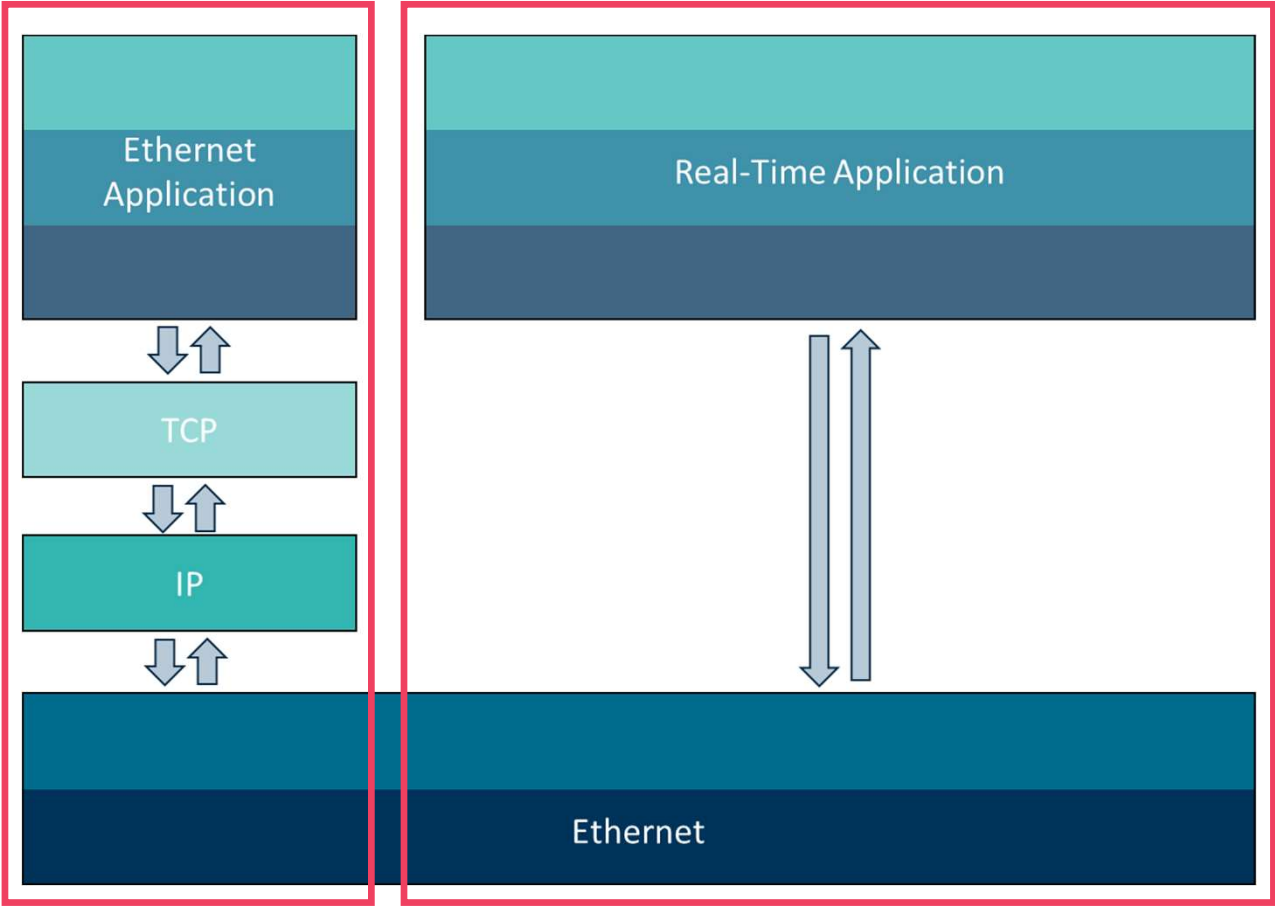 Ethernet
Application
Real-Time Application
TCP
IP
Ethernet